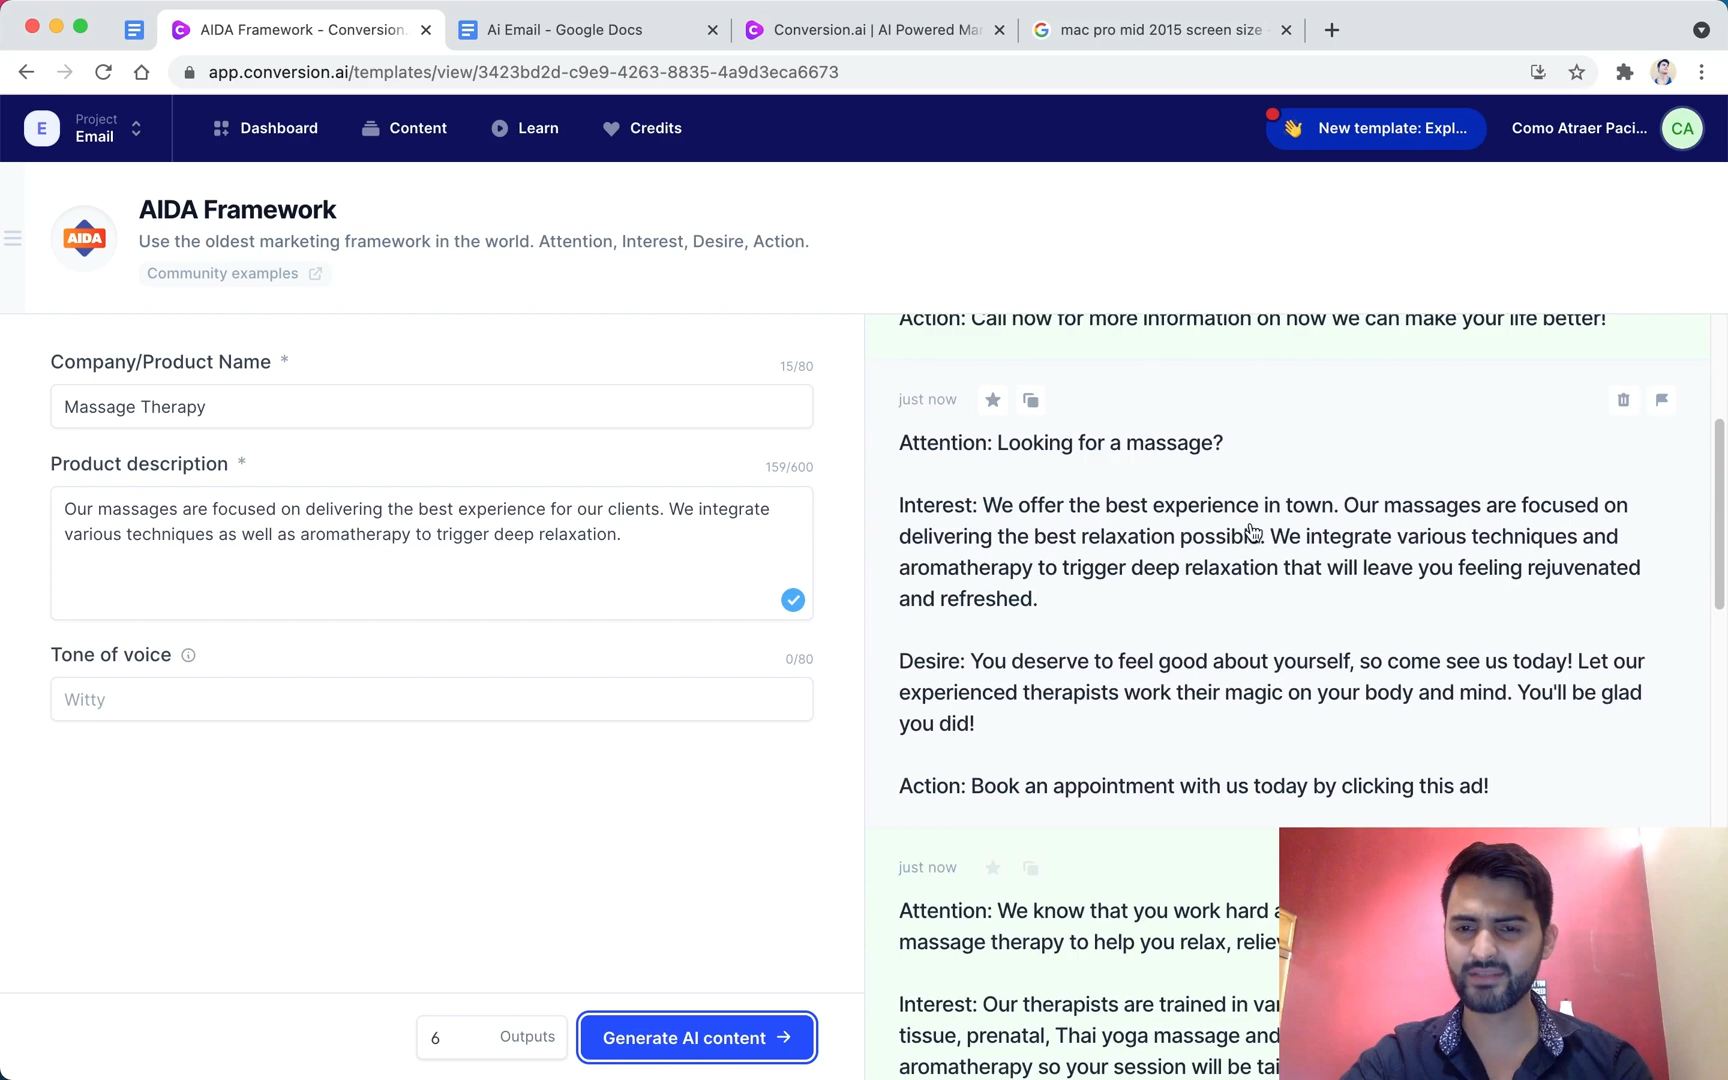 AIDA Framework - Conversion.
Ai Email - Google Docs
Conversion.ai | AI Powered Mar
mac pro mid 2015 screen size
app.conversion.ai/templates/view/3423bd2d-c9e9-4263-8835-4a9d3eca6673
E
Project
Email
Dashboard
Content
Learn
Credits
New template: Expl...
Como Atraer Paci...
CA
AIDA
AIDA Framework
Use the oldest marketing framework in the world. Attention, Interest, Desire, Action.
Community examples
Company/Product Name *
15/80
Massage Therapy
Product description *
159/600
Our massages are focused on delivering the best experience for our clients. We integrate
various techniques as well as aromatherapy to trigger deep relaxation.
Tone of voice
0/80
Witty
6 Outputs
Generate AI content
Action: Call now for more information on how we can make your life better!
just now
Attention: Looking for a massage?
Interest: We offer the best experience in town. Our massages are focused on
delivering the best relaxation possible. We integrate various techniques and
aromatherapy to trigger deep relaxation that will leave you feeling rejuvenated
and refreshed.
Desire: You deserve to feel good about yourself, so come see us today! Let our
experienced therapists work their magic on your body and mind. You'll be glad
you did!
Action: Book an appointment with us today by clicking this ad!
just now
Attention: We know that you work hard
massage therapy to help you relax,
Interest: Our therapists are trained in
tissue, prenatal, Thai yoga massage and
aromatherapy so your session will be